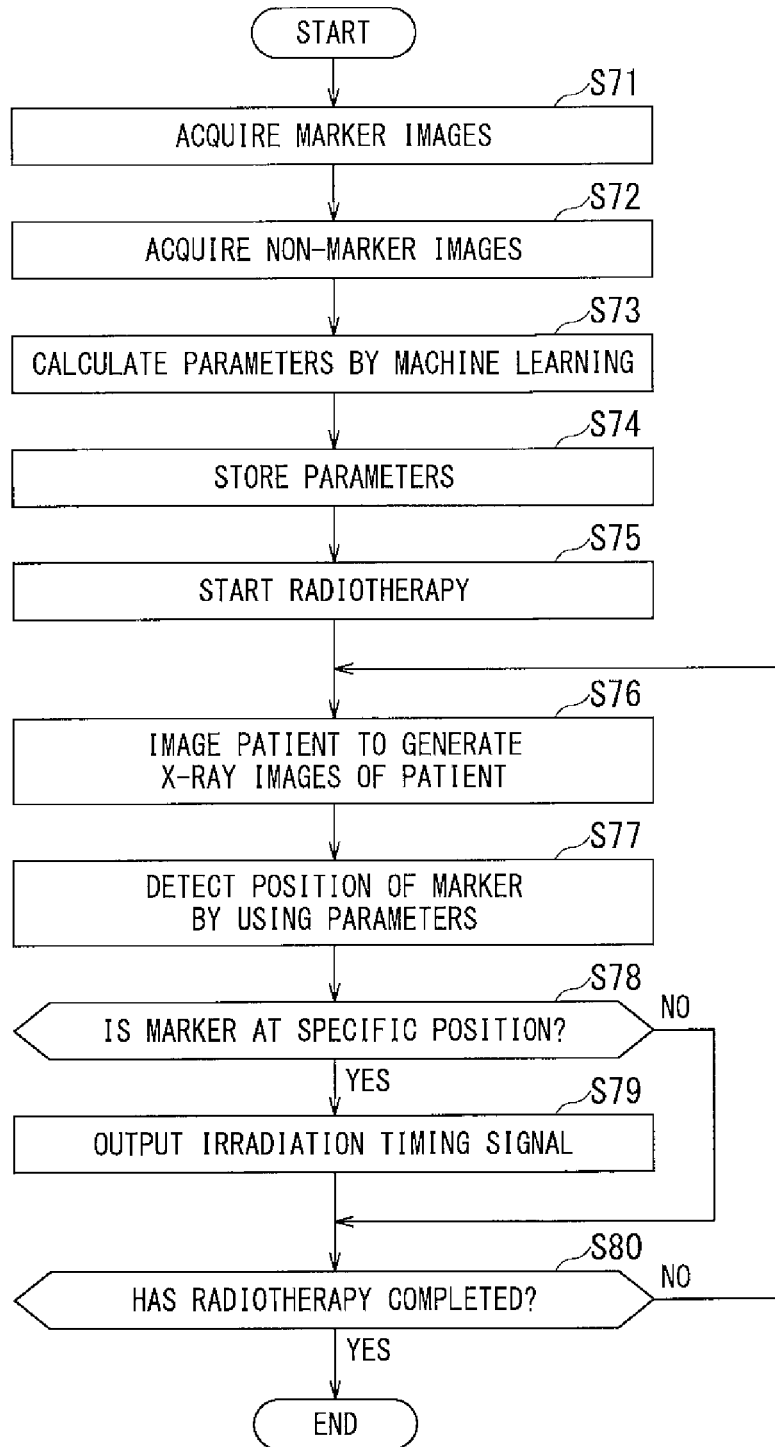 START
S71
ACQUIRE MARKER IMAGES
S72
ACQUIRE NON-MARKER IMAGES
S73
CALCULATE PARAMETERS BY MACHINE LEARNING
S74
STORE PARAMETERS
S75
START RADIOTHERAPY
S76
IMAGE PATIENT TO GENERATE
X-RAY IMAGES OF PATIENT
S77
DETECT POSITION OF MARKER
BY USING PARAMETERS
S78
IS MARKER AT SPECIFIC POSITION?
NO
YES
S79
OUTPUT IRRADIATION TIMING SIGNAL
S80
HAS RADIOTHERAPY COMPLETED?
NO
YES
END